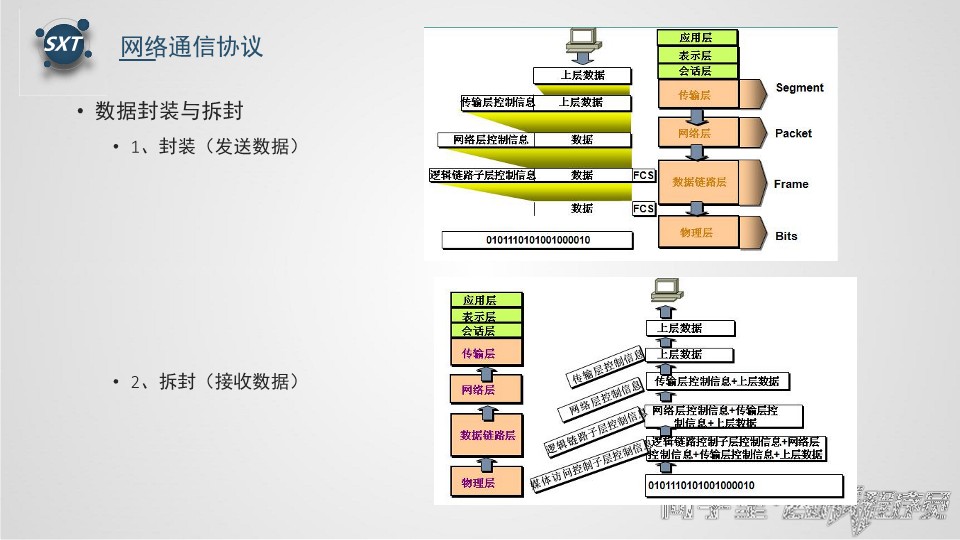 SXT
网络通信协议
• 数据封装与拆封
• 1、封装（发送数据）
上层数据
传输层控制信息 上层数据
网络层控制信息 数据
逻辑链路子层控制信息 数据 FCS
数据 FCS
0101110101001000010
应用层
表示层
会话层
传输层 Segment
网络层 Packet
数据链路层 Frame
物理层 Bits
• 2、拆封（接收数据）
应用层
表示层
会话层
传输层
网络层
数据链路层
物理层
上层数据
传输层控制信息 上层数据
网络层控制信息 传输层控制信息+上层数据
逻辑链路子层控制信息 网络层控制信息+传输层控
制信息+上层数据
媒体访问控制子层控制信息 逻辑链路控制子层控制信息+网络层
控制信息+传输层控制信息+上层数据
0101110101001000010